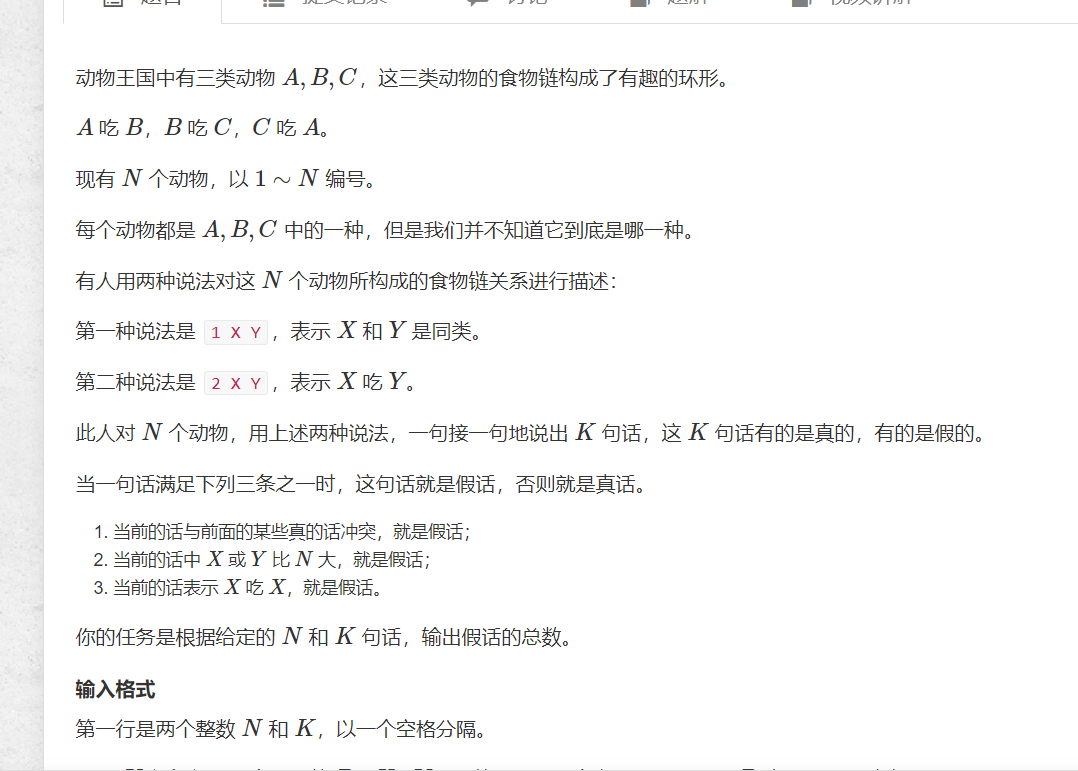 动物王国中有三类动物 A,B,C，这三类动物的食物链构成了有趣的环形。
A 吃 B，B 吃 C，C 吃 A。
现有 N 个动物，以 1∼N 编号。
每个动物都是 A,B,C 中的一种，但是我们并不知道它到底是哪一种。
有人用两种说法对这 N 个动物所构成的食物链关系进行描述：
第一种说法是 1 X Y，表示 X 和 Y 是同类。
第二种说法是 2 X Y，表示 X 吃 Y。
此人对 N 个动物，用上述两种说法，一句接一句地说出 K 句话，这 K 句话有的是真的，有的是假的。
当一句话满足下列三条之一时，这句话就是假话，否则就是真话。
1. 当前的话与前面的某些真的话冲突，就是假话；
2. 当前的话中 X 或 Y 比 N 大，就是假话；
3. 当前的话表示 X 吃 X，就是假话。
你的任务是根据给定的 N 和 K 句话，输出假话的总数。
输入格式
第一行是两个整数 N 和 K，以一个空格分隔。